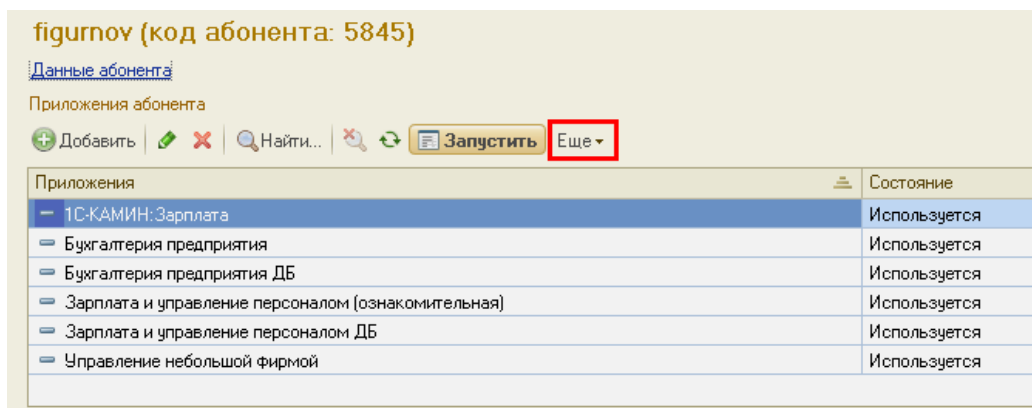 figurnov (код абонента: 5845)
Данные абонента
Приложения абонента
Добавить Найти... Запустить Еще
Приложения Состояние
1С-КАМИН:Зарплата Используется
Бухгалтерия предприятия Используется
Бухгалтерия предприятия ДБ Используется
Зарплата и управление персоналом (ознакомительная) Используется
Зарплата и управление персоналом ДБ Используется
Управление небольшой фирмой Используется